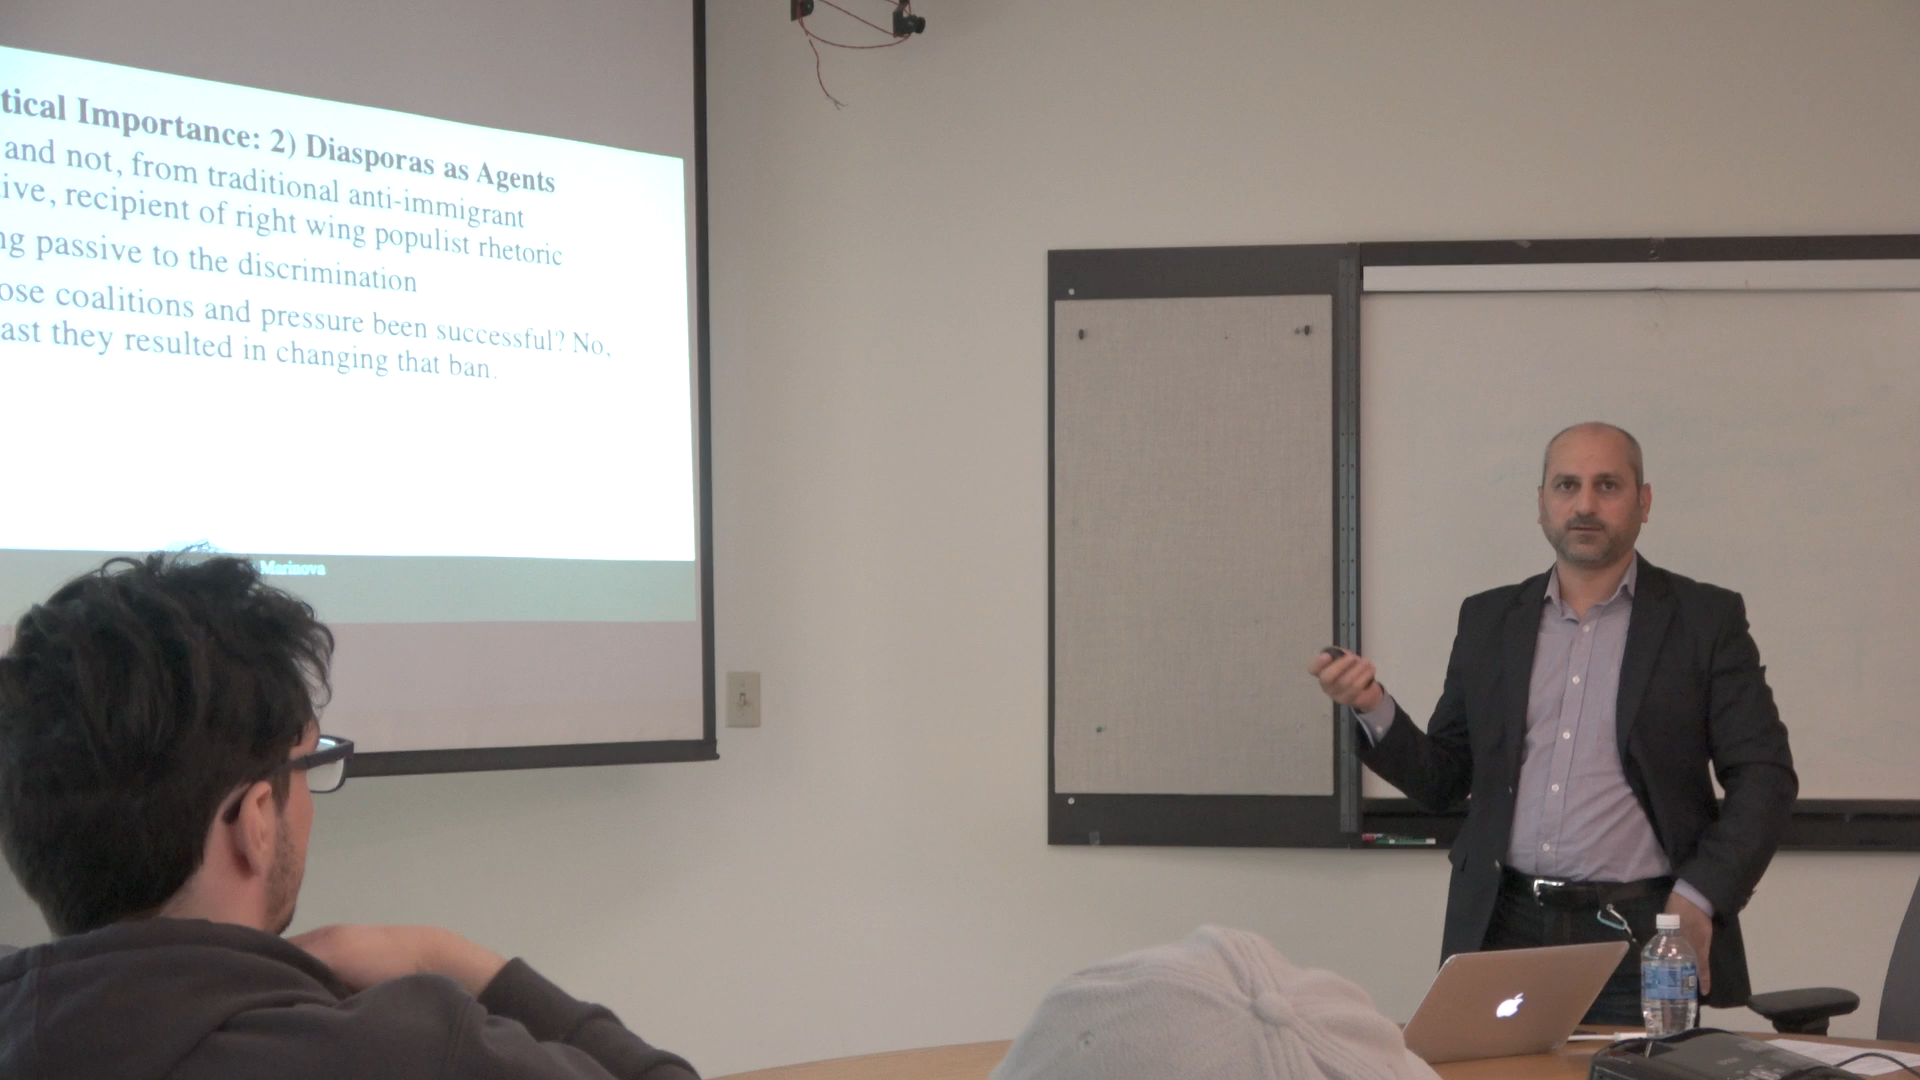 tical Importance: 2) Diasporas as Agents
and not, from traditional anti-immigrant
ive, recipient of right wing populist rhetoric
ng passive to the discrimination
ose coalitions and pressure been successful? No,
ast they resulted in changing that ban.
Marinova